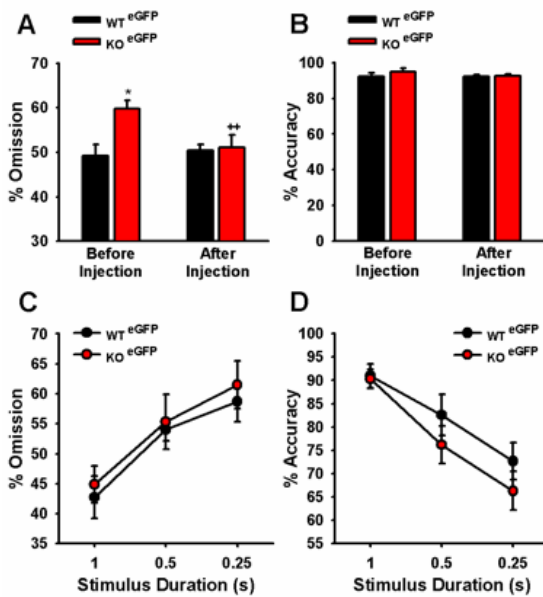 A
WT eGFP
KO eGFP
% Omission
70
60
50
40
30
*
++
Before Injection
After Injection
B
WT eGFP
KO eGFP
% Accuracy
100
80
60
40
20
0
Before Injection
After Injection
C
WT eGFP
KO eGFP
% Omission
70
65
60
55
50
45
40
35
1 0.5 0.25
Stimulus Duration (s)
D
WT eGFP
KO eGFP
% Accuracy
100
95
90
85
80
75
70
65
60
55
1 0.5 0.25
Stimulus Duration (s)